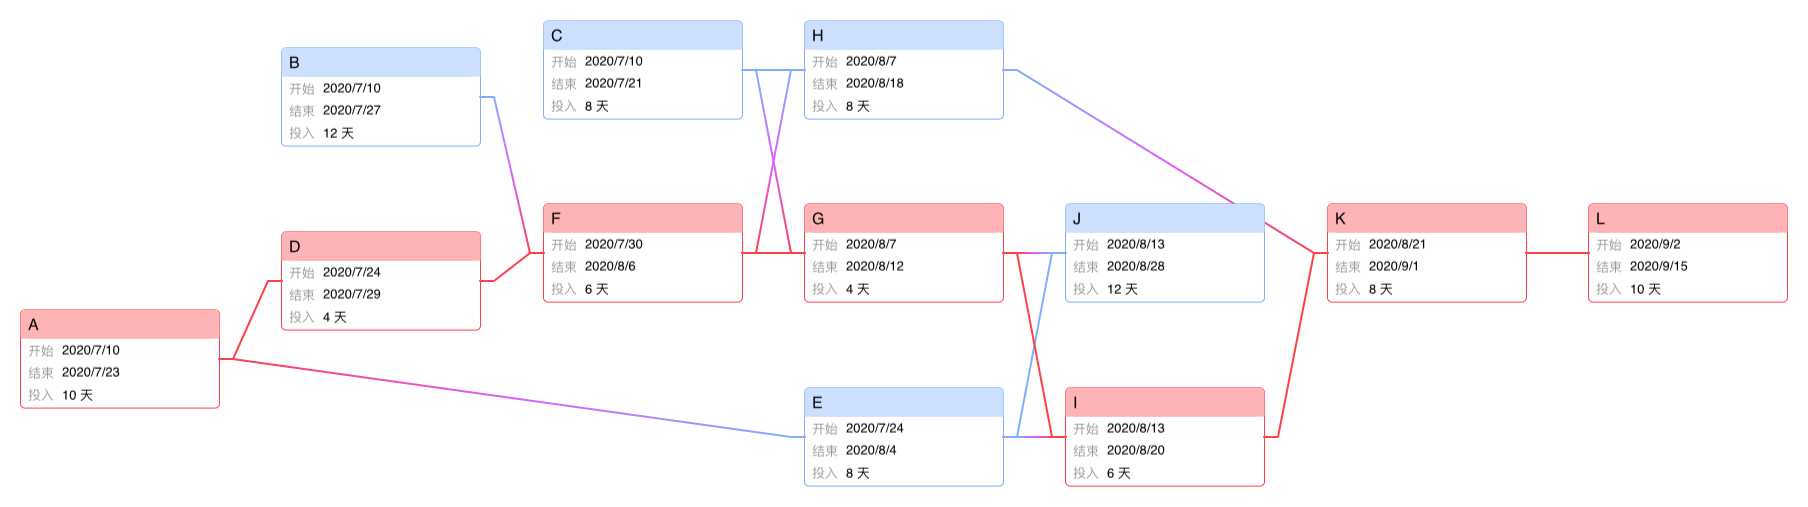 A
开始 2020/7/10
结束 2020/7/23
投入 10 天
B
开始 2020/7/10
结束 2020/7/27
投入 12 天
D
开始 2020/7/24
结束 2020/7/29
投入 4 天
C
开始 2020/7/10
结束 2020/7/21
投入 8 天
F
开始 2020/7/30
结束 2020/8/6
投入 6 天
H
开始 2020/8/7
结束 2020/8/18
投入 8 天
G
开始 2020/8/7
结束 2020/8/12
投入 4 天
E
开始 2020/7/24
结束 2020/8/4
投入 8 天
J
开始 2020/8/13
结束 2020/8/28
投入 12 天
I
开始 2020/8/13
结束 2020/8/20
投入 6 天
K
开始 2020/8/21
结束 2020/9/1
投入 8 天
L
开始 2020/9/2
结束 2020/9/15
投入 10 天